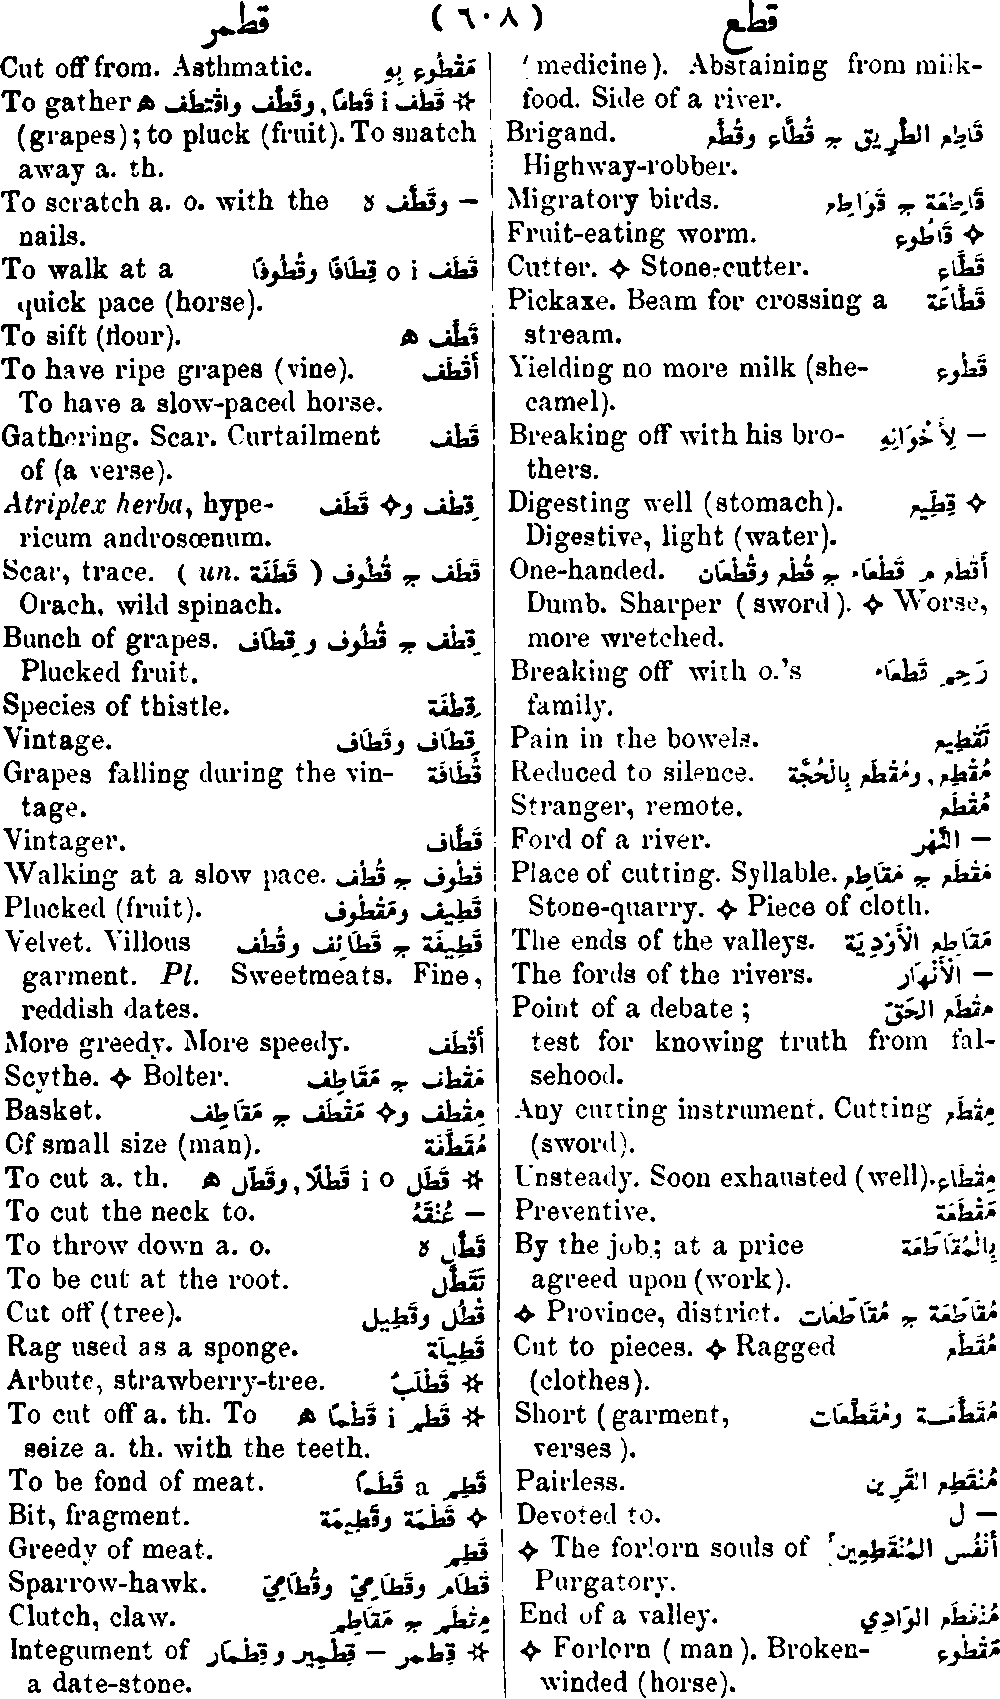 قطمر (٦٠٨) قطع
(medicine). Abstaining from milk-
food. Side of a river.
Brigand. قَاطِع الطَّرِيق ج قُطَّاع وقُطَّع
Highway-robber.
Migratory birds. قَاطِعَة ج قَوَاطِع
Fruit-eating worm. ✧ قَاطُوع
Cutter. ✧ Stone-cutter. قَطَّاع
Pickaxe. Beam for crossing a قَطَّاعَة
stream.
Yielding no more milk (she- قَطُوع
camel).
Breaking off with his bro- — لِإِخْوَانِهِ
thers.
Digesting well (stomach). ✧ قَطِيع
Digestive, light (water).
One-handed. أَقْطَع م قَطْعَاء ج قُطْع وقُطْعَان
Dumb. Sharper (sword). ✧ Worse,
more wretched.
Breaking off with o.'s رَحِم قَطْعَاء
family.
Pain in the bowels. تَقْطِيع
Reduced to silence. مُقْطِع, ومُقْطَع بِالْحُجَّة
Stranger, remote. مُقْطَع
Ford of a river. — النَّهْر
Place of cutting. Syllable. مَقْطَع ج مَقَاطِع
Stone-quarry. ✧ Piece of cloth.
The ends of the valleys. مَقَاطِع الْأَوْدِيَة
The fords of the rivers. — الْأَنْهَار
Point of a debate ; مَقْطَع الحَقّ
test for knowing truth from fal-
sehood.
Any cutting instrument. Cutting مِقْطَع
(sword).
Unsteady. Soon exhausted (well). مِقْطَاع
Preventive. مَقْطَعَة
By the job; at a price بِالْمُقَاطَعَة
agreed upon (work).
✧ Province, district. مُقَاطَعَة ج مُقَاطَعَات
Cut to pieces. ✧ Ragged مُقَطَّع
(clothes).
Short (garment, مُقَطَّعَة ومُقَطَّعَات
verses).
Pairless. مُنْقَطِع القَرِين
Devoted to. — ل
✧ The forlorn souls of أَنْفُس المُنْقَطِعِين
Purgatory.
End of a valley. مُنْقَطَع الوَادِي
✧ Forlorn (man). Broken- مَقْطُوع
winded (horse).
Cut off from. Asthmatic. مَقْطُوع بِهِ
To gather ✲ قَطَف i قَطْفًا, وقَطَّف واقْتَطَف ه
(grapes); to pluck (fruit). To snatch
away a. th.
To scratch a. o. with the — وقَطَّف ه
nails.
To walk at a قَطَف o i قِطَافًا وقُطُوفًا
quick pace (horse).
To sift (flour). قَطَّف ه
To have ripe grapes (vine). أَقْطَف
To have a slow-paced horse.
Gathering. Scar. Curtailment قَطْف
of (a verse).
Atriplex herba, hype- قِطْف و✧ قَطَف
ricum androsœnum.
Scar, trace. (un. قَطَفَة) قَطَف ج قُطُوف
Orach, wild spinach.
Bunch of grapes. قِطْف ج قُطُوف وقِطَاف
Plucked fruit.
Species of thistle. قِطْفَة
Vintage. قِطَاف وقَطَاف
Grapes falling during the vin- قُطَافَة
tage.
Vintager. قَطَّاف
Walking at a slow pace. قَطُوف ج قُطُف
Plucked (fruit). قَطِيف ومَقْطُوف
Velvet. Villous قَطِيفَة ج قَطَائِف وقُطُف
garment. Pl. Sweetmeats. Fine,
reddish dates.
More greedy. More speedy. أَقْطَف
Scythe. ✧ Bolter. مَقْطَف ج مَقَاطِف
Basket. مِقْطَف و✧ مَقْطَف ج مَقَاطِف
Of small size (man). مُقَطَّفَة
To cut a. th. ✲ قَطَل i o قَطْلًا, وقَطَّل ه
To cut the neck to. — عُنْقَهُ
To throw down a. o. قَطَّل ه
To be cut at the root. تَقَطَّل
Cut off (tree). قُطُل وقَطِيل
Rag used as a sponge. قَطِيلَة
Arbute, strawberry-tree. ✲ قَطْلَب
To cut off a. th. To ✲ قَطَم i قَطْمًا ه
seize a. th. with the teeth.
To be fond of meat. قَطِم a قَطَمًا
Bit, fragment. ✧ قَطْمَة وقَطِيمَة
Greedy of meat. قَطِم
Sparrow-hawk. قَطَام وقَطَامِيّ وقُطَامِيّ
Clutch, claw. مِقْطَم ج مَقَاطِم
Integument of ✲ قطمر — قِطْمِير وقِطْمَار
a date-stone.